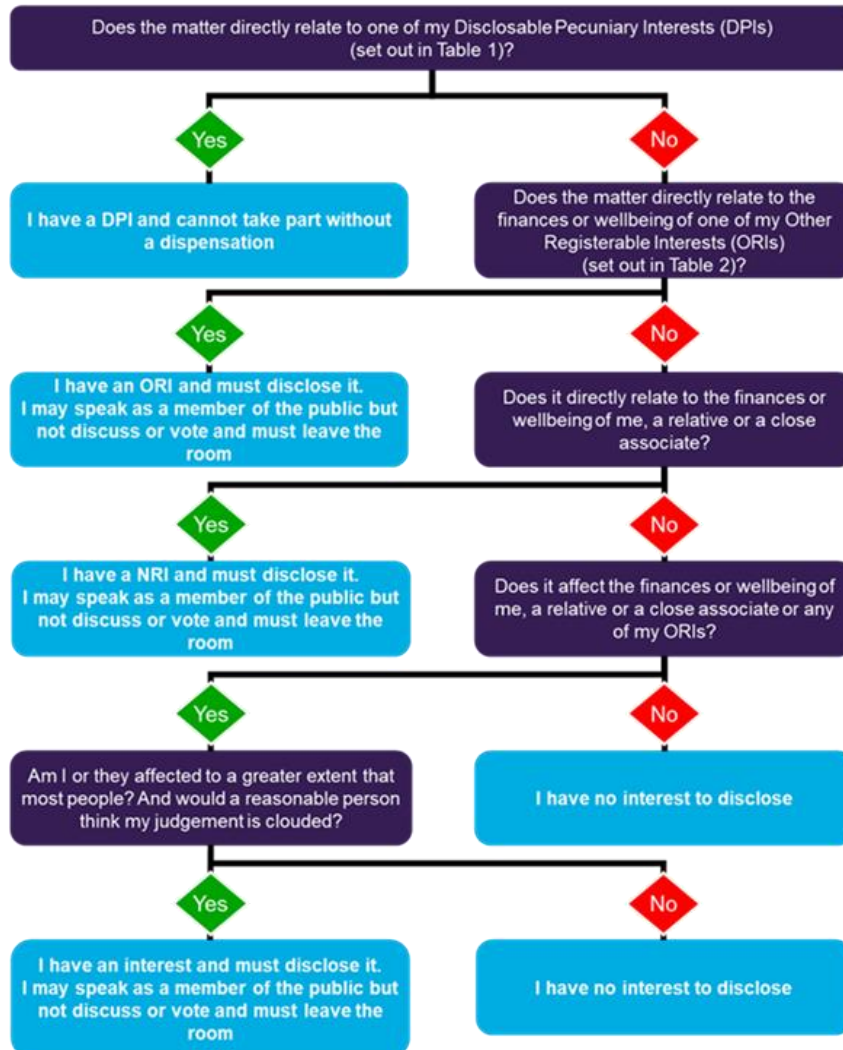 Does the matter directly relate to one of my Disclosable Pecuniary Interests (DPIs)
(set out in Table 1)?
Yes
No
I have a DPI and cannot take part without
a dispensation
Does the matter directly relate to the
finances or wellbeing of one of my Other
Registerable Interests (ORIs)
(set out in Table 2)?
Yes
No
I have an ORI and must disclose it.
I may speak as a member of the public but
not discuss or vote and must leave the
room
Does it directly relate to the finances or
wellbeing of me, a relative or a close
associate?
Yes
No
I have a NRI and must disclose it.
I may speak as a member of the public but
not discuss or vote and must leave the
room
Does it affect the finances or wellbeing of
me, a relative or a close associate or any
of my ORIs?
Yes
No
Am I or they affected to a greater extent that
most people? And would a reasonable person
think my judgement is clouded?
I have no interest to disclose
Yes
No
I have an interest and must disclose it.
I may speak as a member of the public but
not discuss or vote and must leave the
room
I have no interest to disclose